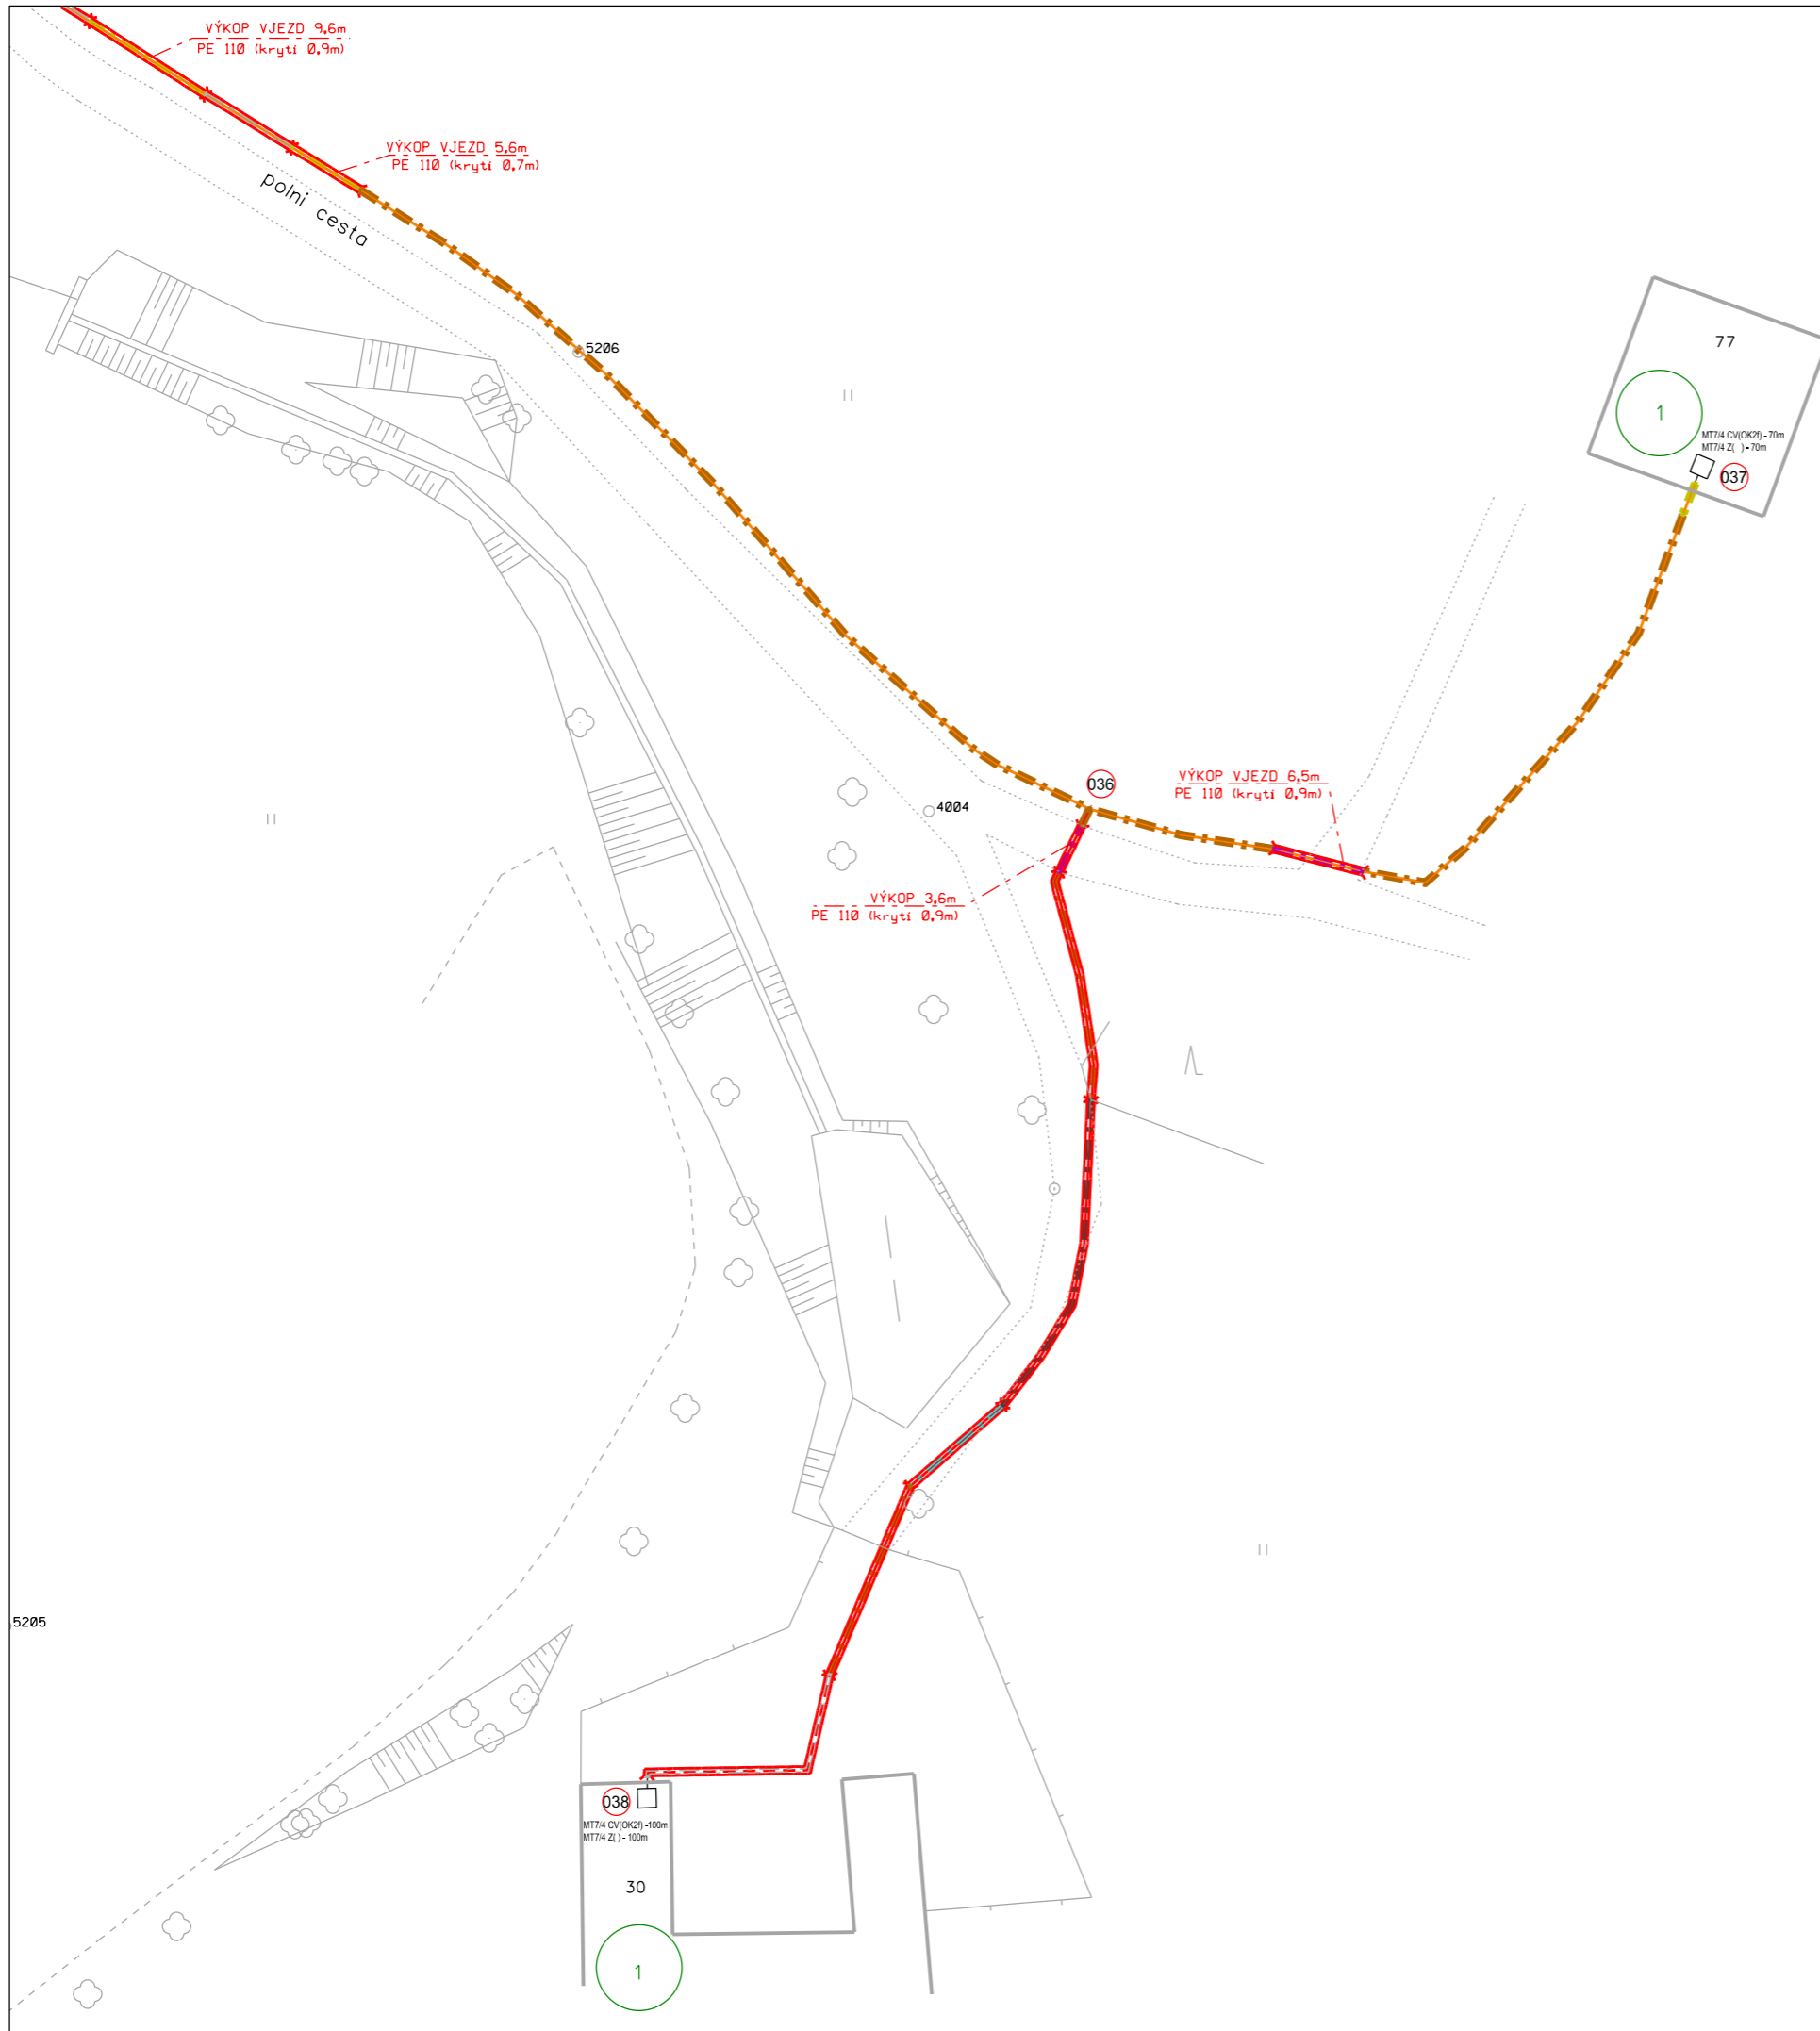 VÝKOP VJEZD 9,6m
PE 110 (krytí 0,9m)
VÝKOP VJEZD 5,6m
PE 110 (krytí 0,7m)
polni cesta
5206
77
1
MT7/4 CV(OK2f) - 70m
MT7/4 Z( ) - 70m
037
036
VÝKOP VJEZD 6,5m
PE 110 (krytí 0,9m)
4004
VÝKOP 3,6m
PE 110 (krytí 0,9m)
5205
038
MT7/4 CV(OK2f) -100m
MT7/4 Z( ) - 100m
30
1